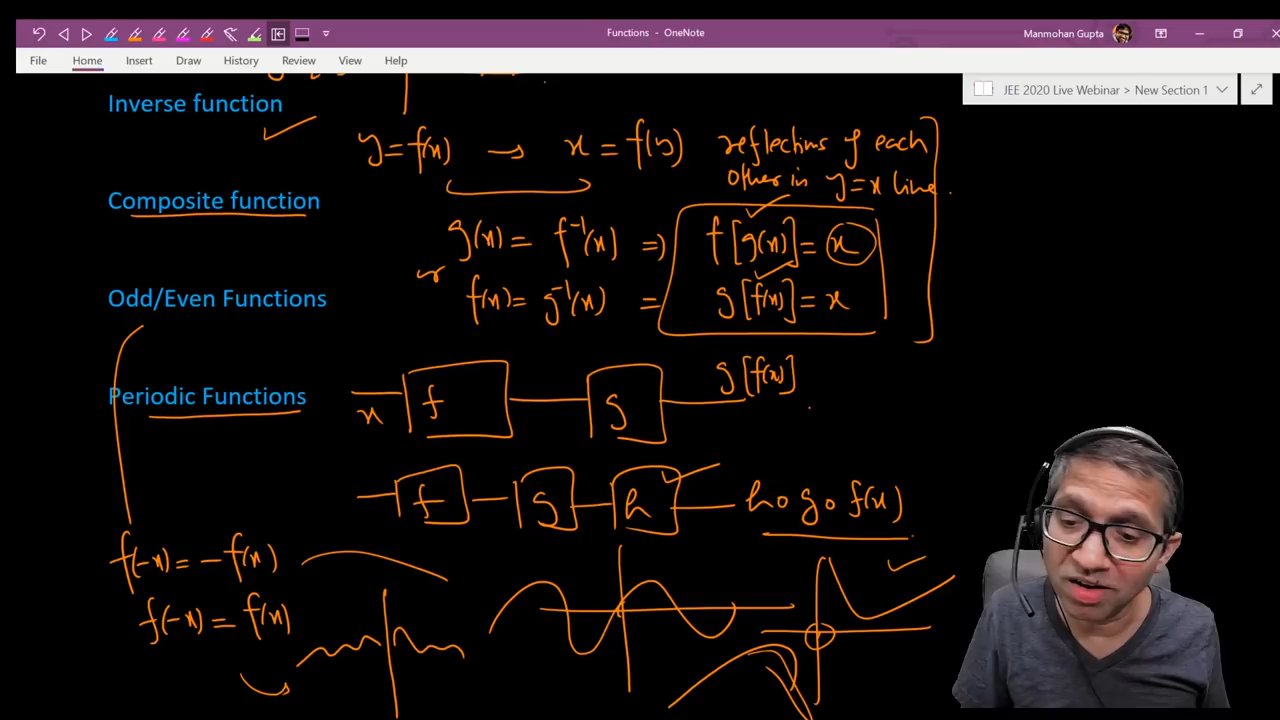 Functions - OneNote
Manmohan Gupta
File Home Insert Draw History Review View Help
JEE 2020 Live Webinar > New Section 1
Inverse function
y = f(x) → x = f(y) reflections of each
other in y = x line.
Composite function
g(x) = f⁻¹(x) ⇒ f[g(x)] = x
or
f(x) = g⁻¹(x) = g[f(x)] = x
Odd/Even Functions
Periodic Functions
x f g g[f(x)]
f g h hogof(x)
f(-x) = -f(x)
f(-x) = f(x)